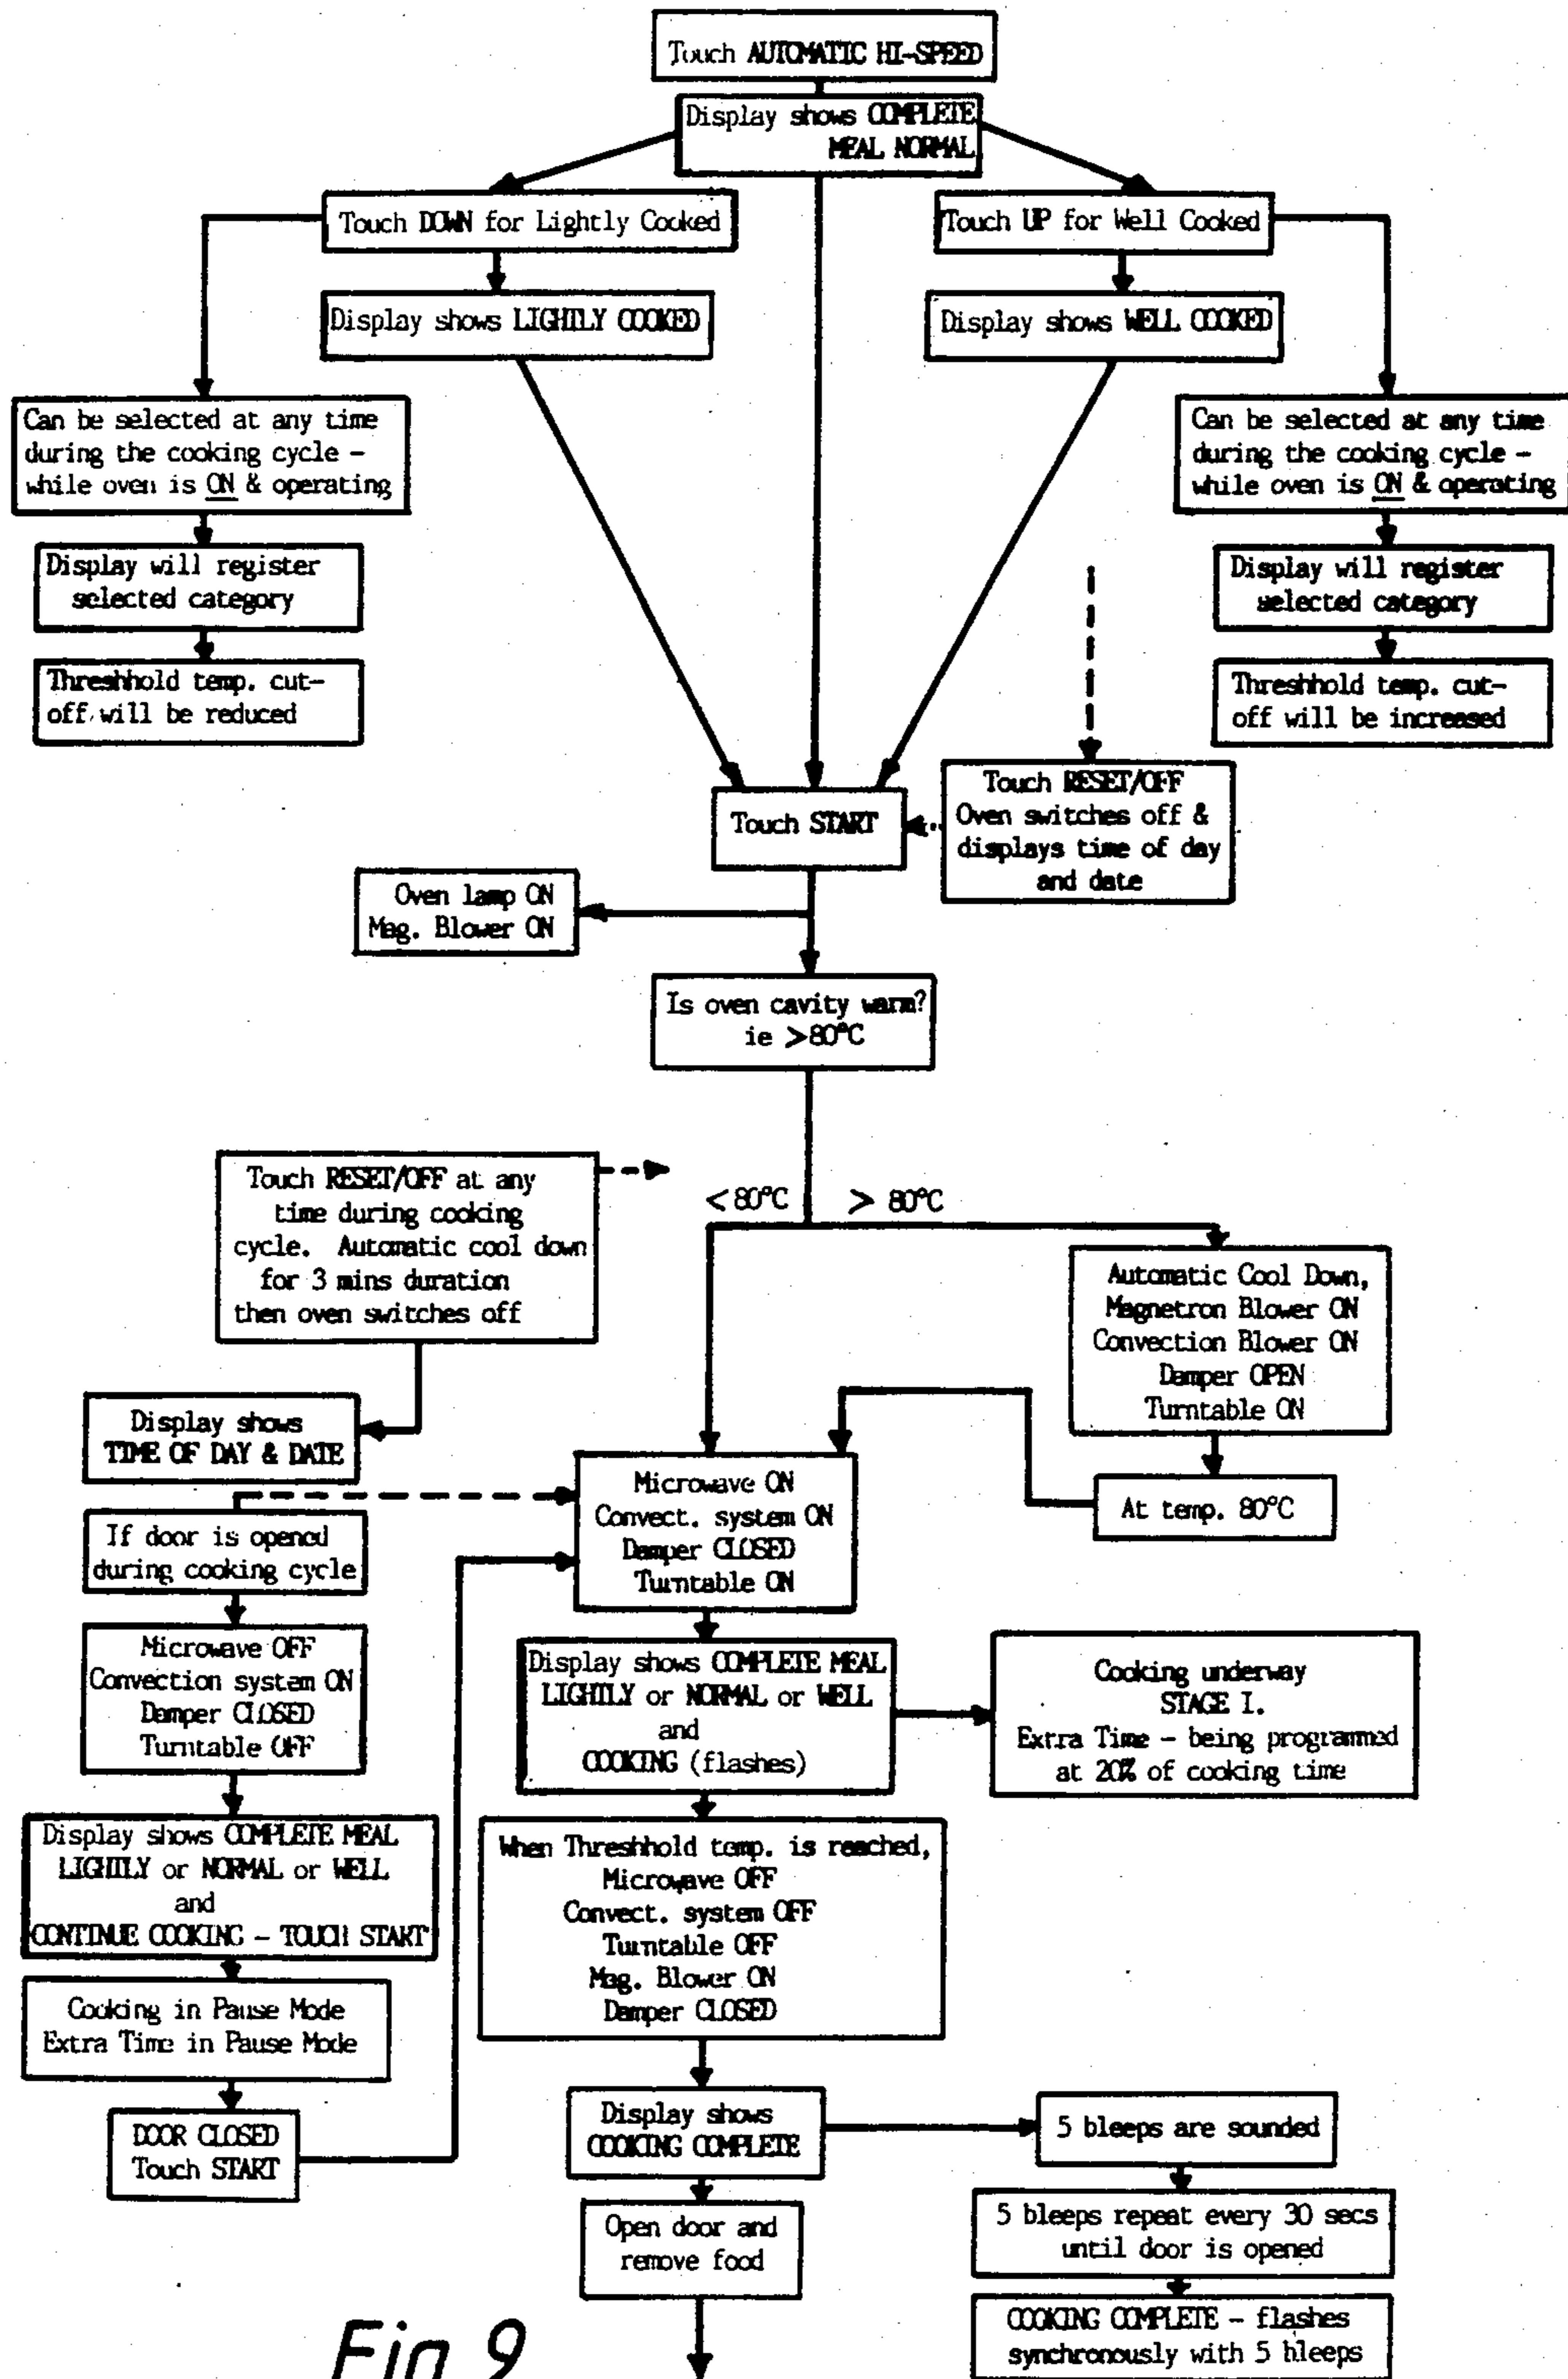 Touch AUTOMATIC HI-SPEED
Display shows COMPLETE
MEAL NORMAL
Touch DOWN for Lightly Cooked
Touch UP for Well Cooked
Display shows LIGHTLY COOKED
Display shows WELL COOKED
Can be selected at any time
during the cooking cycle -
while oven is ON & operating
Can be selected at any time
during the cooking cycle -
while oven is ON & operating
Display will register
selected category
Display will register
selected category
Threshhold temp. cut-
off will be reduced
Threshhold temp. cut-
off will be increased
Touch RESET/OFF
Oven switches off &
displays time of day
and date
Touch START
Oven lamp ON
Mag. Blower ON
Is oven cavity warm?
ie >80°C
Touch RESET/OFF at any
time during cooking
cycle. Automatic cool down
for 3 mins duration
then oven switches off
<80°C > 80°C
Automatic Cool Down,
Magnetron Blower ON
Convection Blower ON
Damper OPEN
Turntable ON
Display shows
TIME OF DAY & DATE
At temp. 80°C
Microwave ON
Convect. system ON
Damper CLOSED
Turntable ON
If door is opened
during cooking cycle
Microwave OFF
Convection system ON
Damper CLOSED
Turntable OFF
Display shows COMPLETE MEAL
LIGHTLY or NORMAL or WELL
and
COOKING (flashes)
Cooking underway
STAGE I.
Extra Time - being programmed
at 20% of cooking time
Display shows COMPLETE MEAL
LIGHTLY or NORMAL or WELL
and
CONTINUE COOKING - TOUCH START
When Threshhold temp. is reached,
Microwave OFF
Convect. system OFF
Turntable OFF
Mag. Blower ON
Damper CLOSED
Cooking in Pause Mode
Extra Time in Pause Mode
DOOR CLOSED
Touch START
Display shows
COOKING COMPLETE
5 bleeps are sounded
Open door and
remove food
5 bleeps repeat every 30 secs
until door is opened
COOKING COMPLETE - flashes
synchronously with 5 bleeps
Fig 9